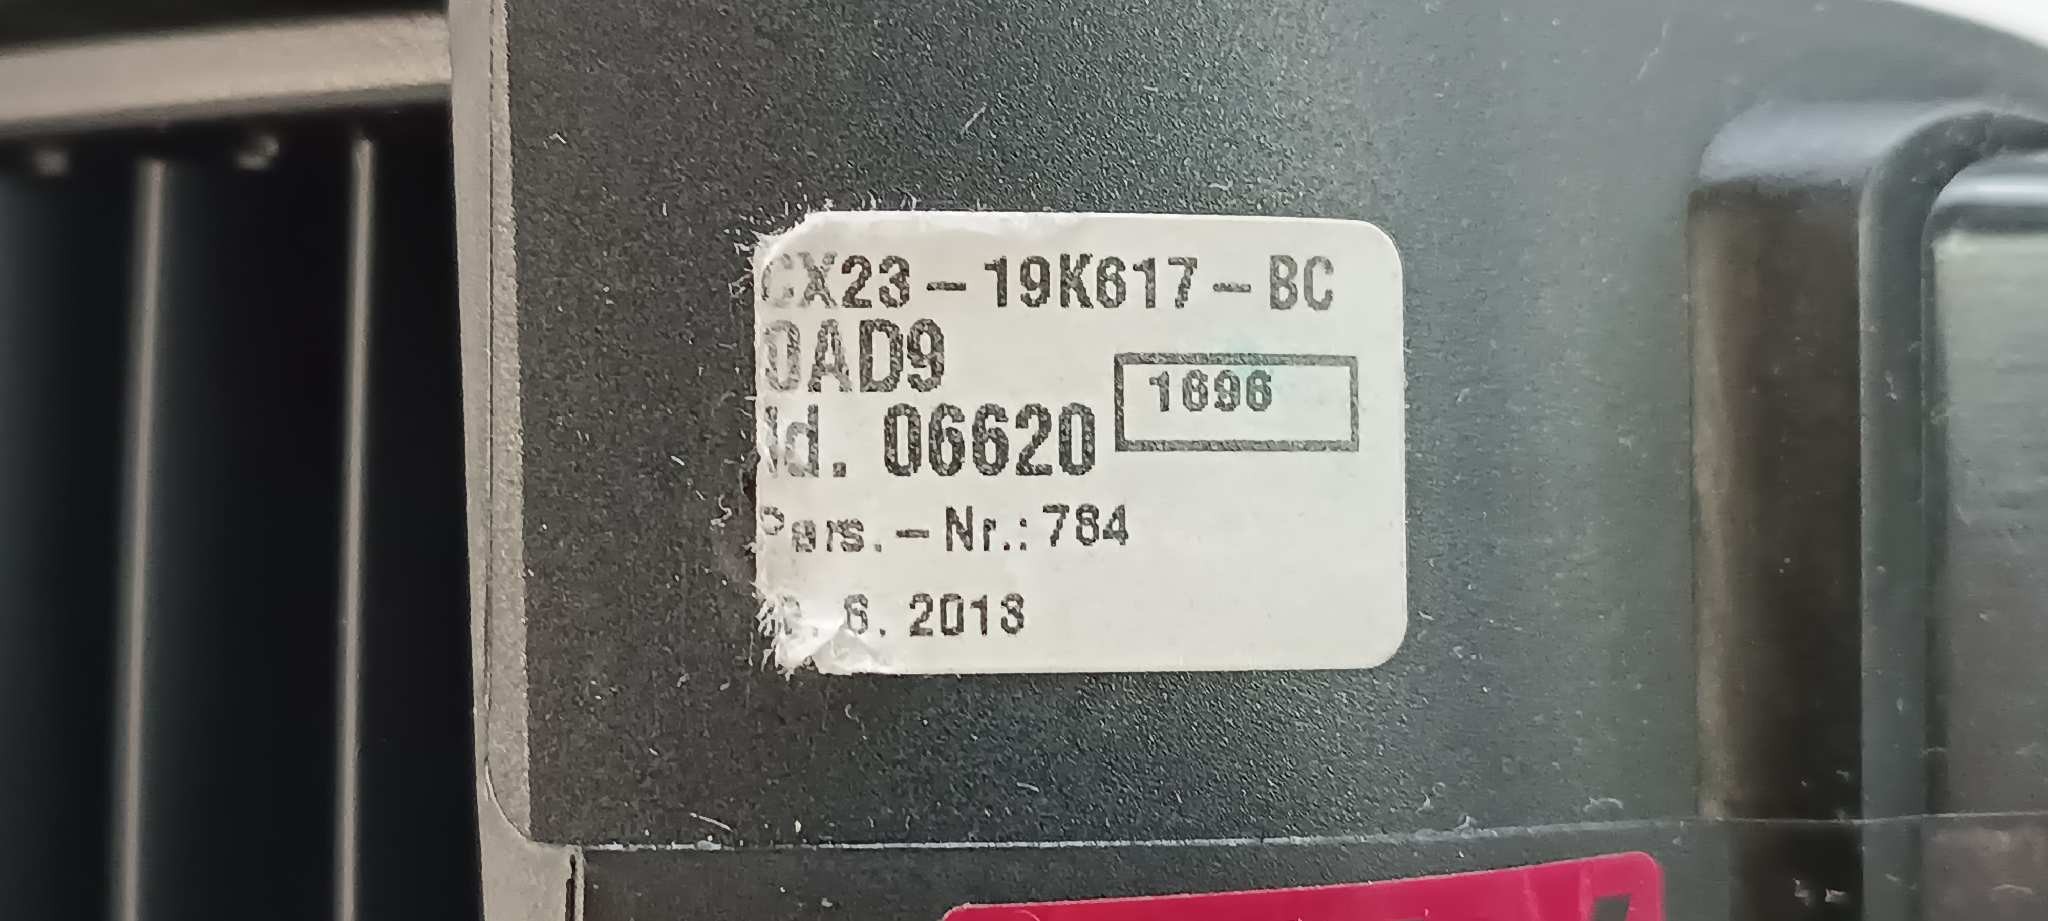 CX23-19K617-BC
0AD9
1696
Id. 06620
Pers.-Nr.:784
6.2013